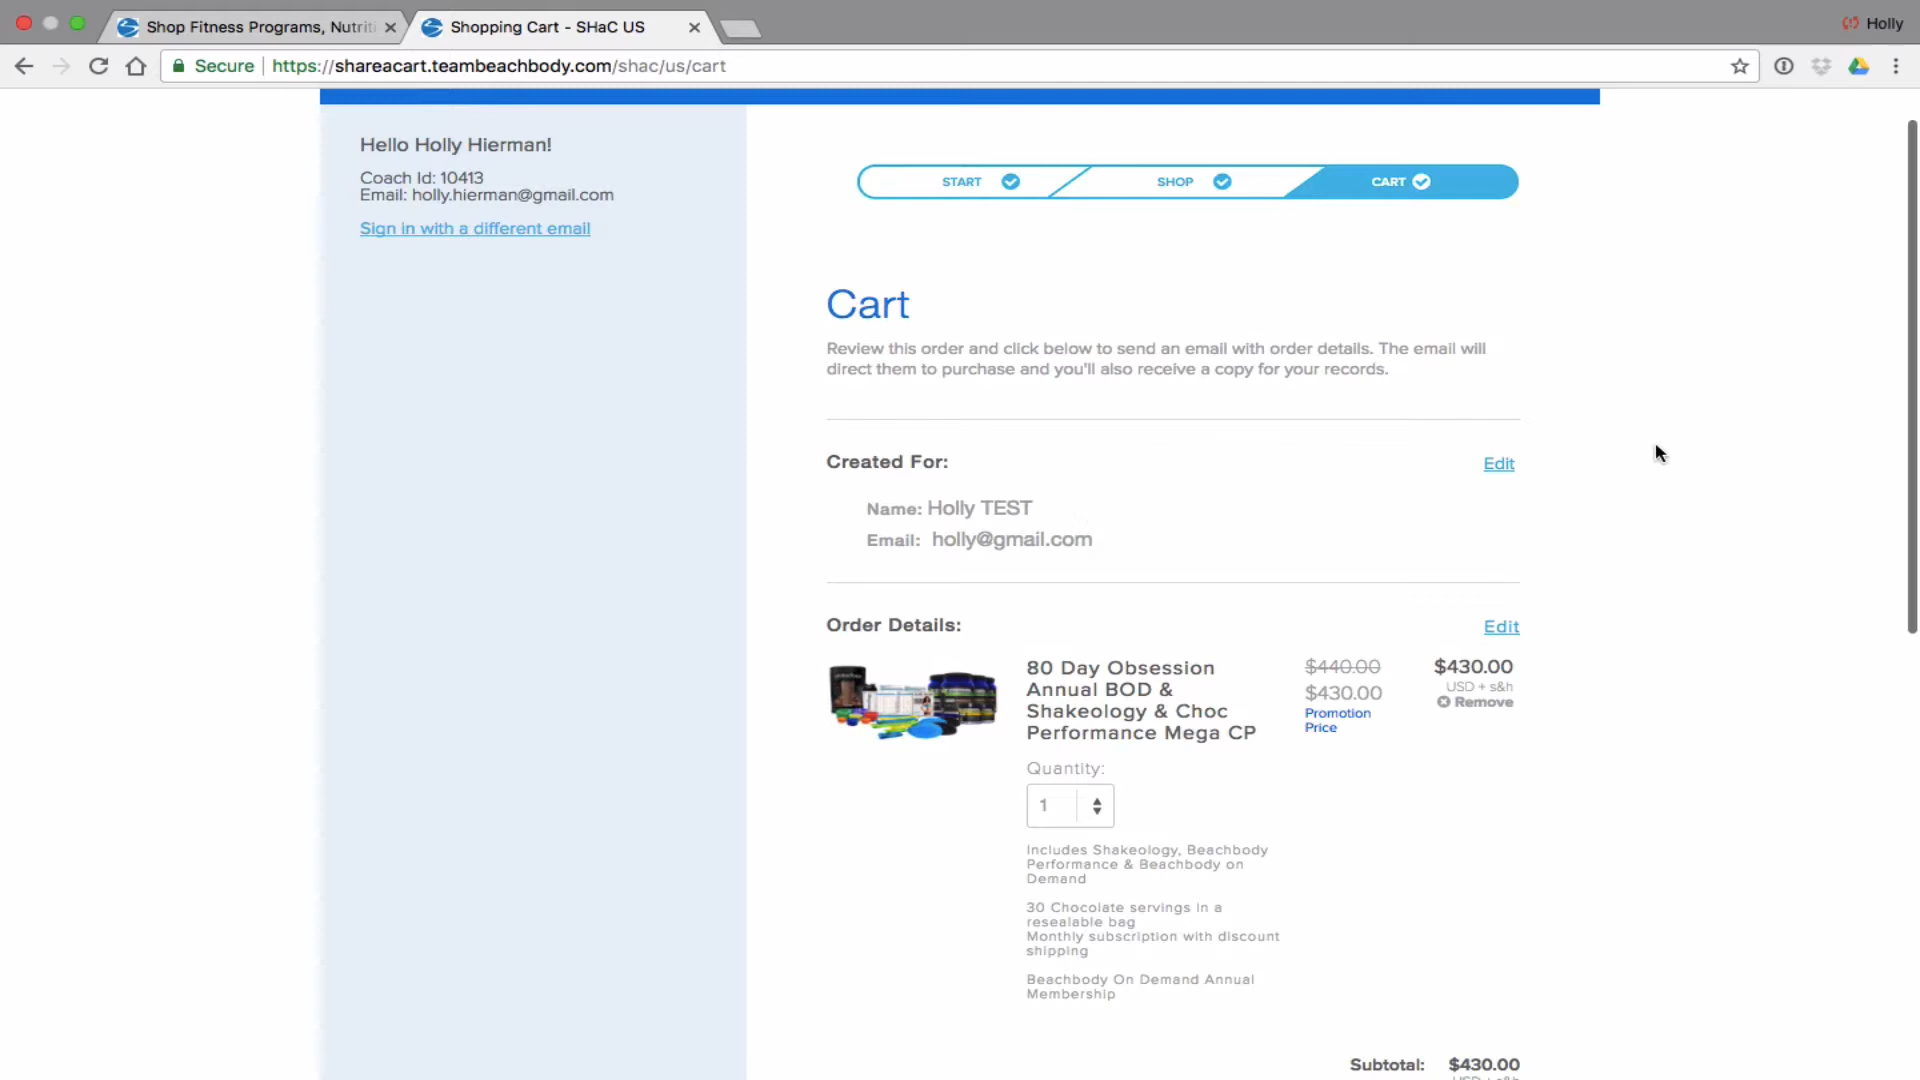 Shop Fitness Programs, Nutriti
Shopping Cart - SHaC US
Holly
Secure
https://shareacart.teambeachbody.com/shac/us/cart
Hello Holly Hierman!
Coach Id: 10413
Email: holly.hierman@gmail.com
Sign in with a different email
START
SHOP
CART
Cart
Review this order and click below to send an email with order details. The email will
direct them to purchase and you'll also receive a copy for your records.
Created For:
Edit
Name: Holly TEST
Email: holly@gmail.com
Order Details:
Edit
80 Day Obsession
Annual BOD &
Shakeology & Choc
Performance Mega CP
$440.00
$430.00
Promotion
Price
$430.00
USD + s&h
Remove
Quantity:
1
Includes Shakeology, Beachbody
Performance & Beachbody on
Demand
30 Chocolate servings in a
resealable bag
Monthly subscription with discount
shipping
Beachbody On Demand Annual
Membership
Subtotal: $430.00
USD + s&h